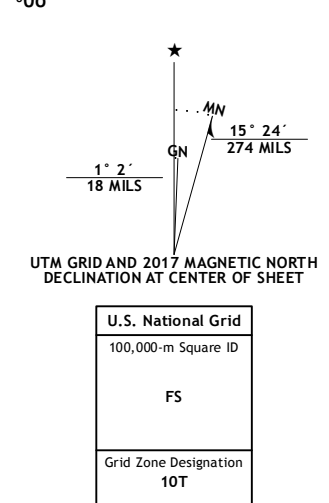 ★
MN
15° 24´
274 MILS
GN
1° 2´
18 MILS
UTM GRID AND 2017 MAGNETIC NORTH
DECLINATION AT CENTER OF SHEET
U.S. National Grid
100,000-m Square ID
FS
Grid Zone Designation
10T